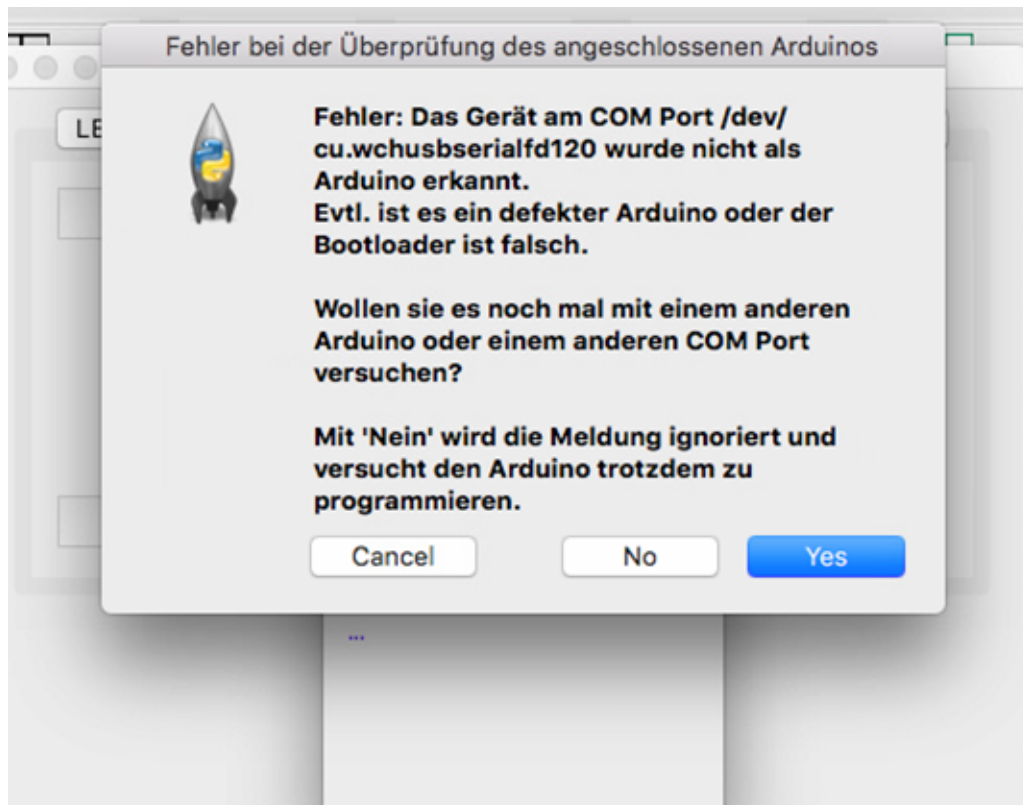 Fehler bei der Überprüfung des angeschlossenen Arduinos
LE
Fehler: Das Gerät am COM Port /dev/
cu.wchusbserialfd120 wurde nicht als
Arduino erkannt.
Evtl. ist es ein defekter Arduino oder der
Bootloader ist falsch.
Wollen sie es noch mal mit einem anderen
Arduino oder einem anderen COM Port
versuchen?
Mit 'Nein' wird die Meldung ignoriert und
versucht den Arduino trotzdem zu
programmieren.
Cancel No Yes
...